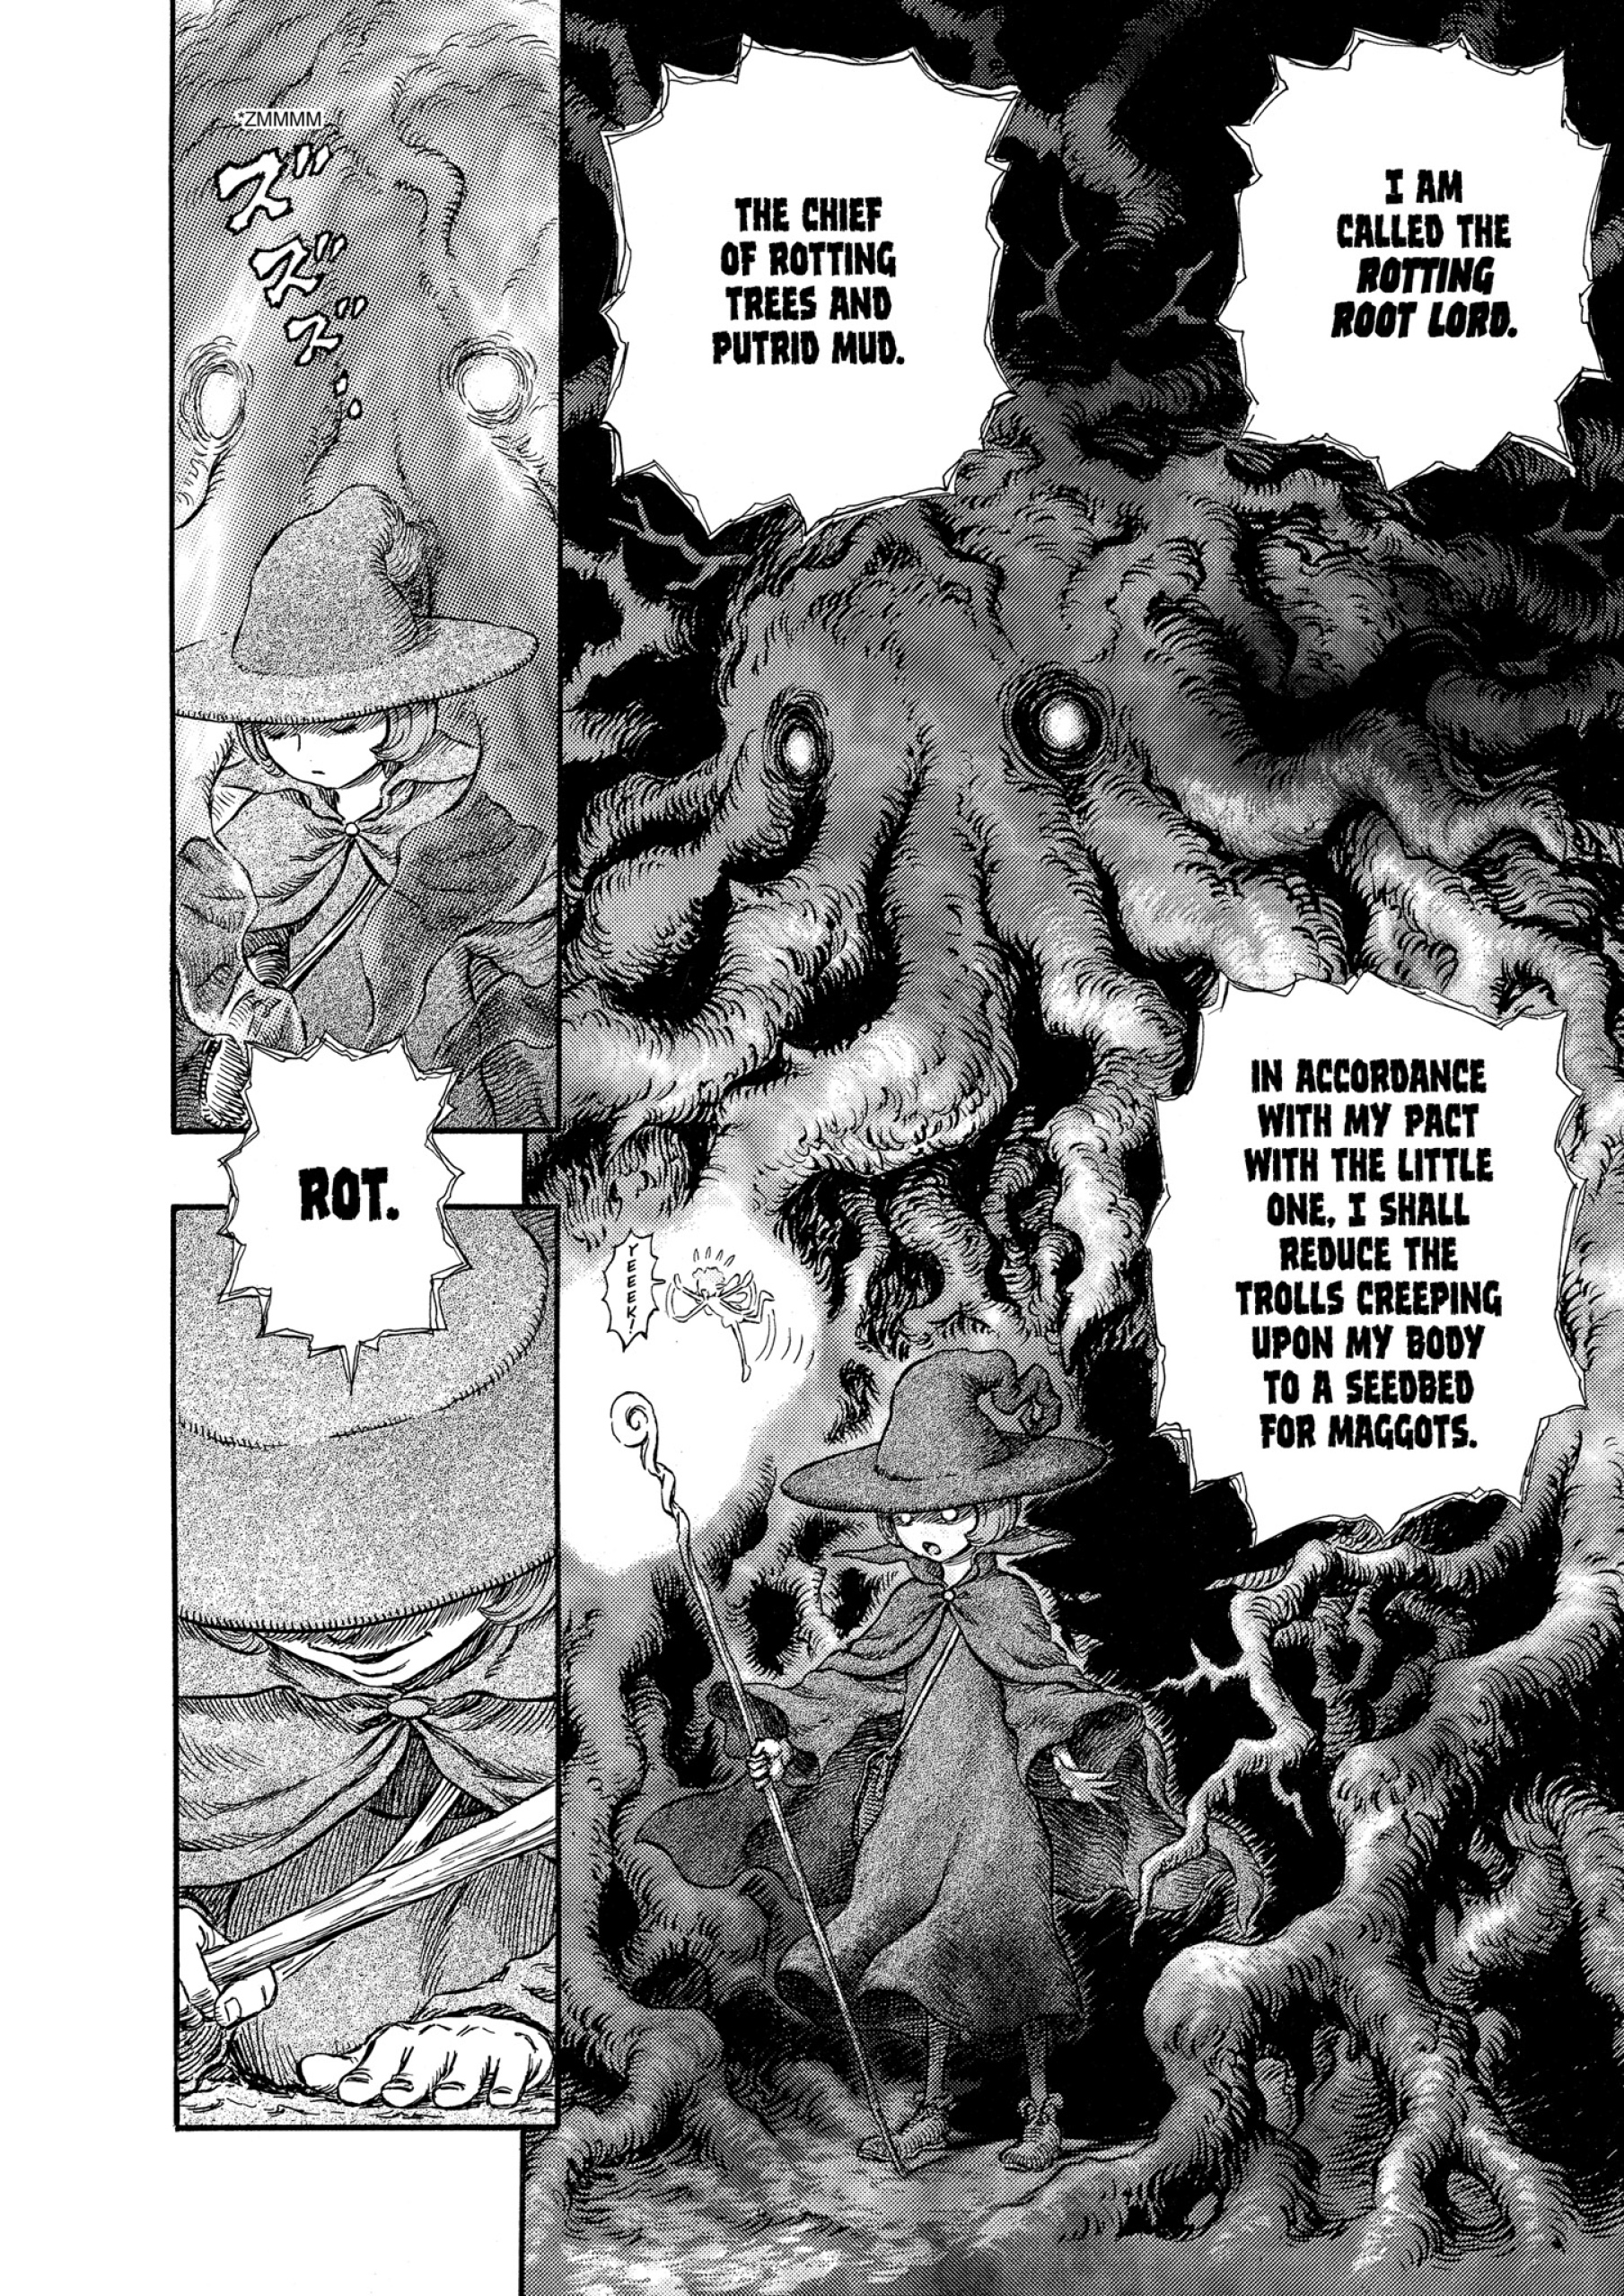 I AM
CALLED THE
ROTTING
ROOT LORD.
THE CHIEF
OF ROTTING
TREES AND
PUTRID MUD.
IN ACCORDANCE
WITH MY PACT
WITH THE LITTLE
ONE, I SHALL
REDUCE THE
TROLLS CREEPING
UPON MY BODY
TO A SEEDBED
FOR MAGGOTS.
YEEEEK!
*ZMMMM
ズズズ
ROT.